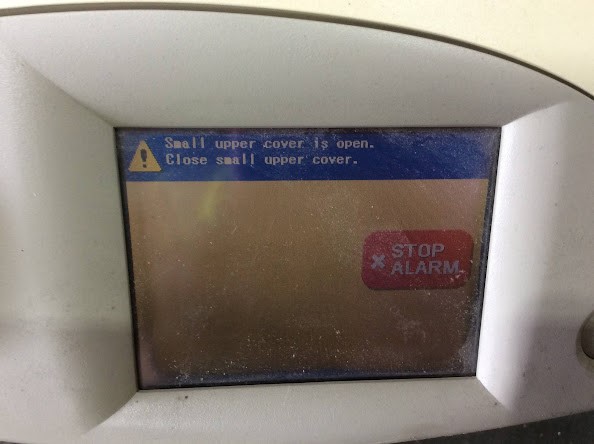 Small upper cover is open.
Close small upper cover.
STOP
ALARM